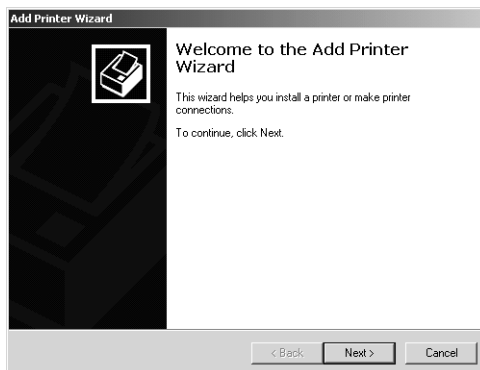 Add Printer Wizard
Welcome to the Add Printer
Wizard
This wizard helps you install a printer or make printer
connections.
To continue, click Next.
< Back
Next >
Cancel